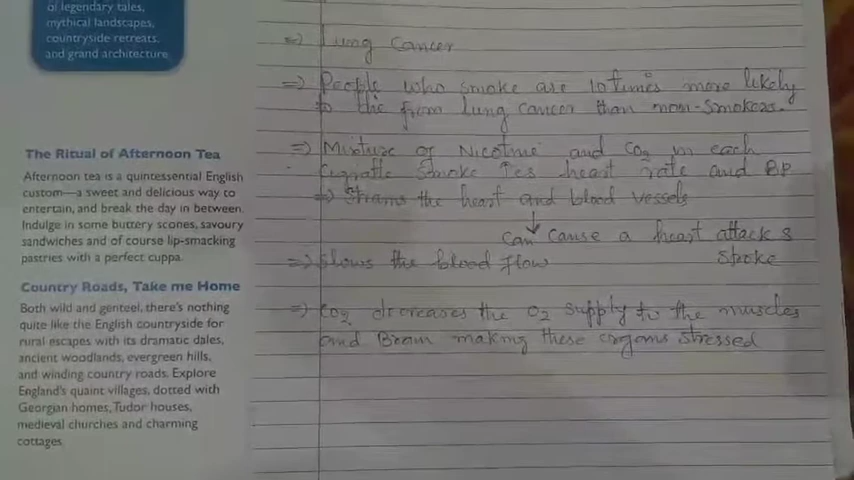 of legendary tales,
mythical landscapes,
countryside retreats,
and grand architecture
The Ritual of Afternoon Tea
Afternoon tea is a quintessential English
custom—a sweet and delicious way to
entertain, and break the day in between.
Indulge in some buttery scones, savoury
sandwiches and of course lip-smacking
pastries with a perfect cuppa.
Country Roads, Take me Home
Both wild and genteel, there's nothing
quite like the English countryside for
rural escapes with its dramatic dales,
ancient woodlands, evergreen hills,
and winding country roads. Explore
England's quaint villages, dotted with
Georgian homes, Tudor houses,
medieval churches and charming
cottages.
⇒ Lung cancer
⇒ People who smoke are 10 times more likely
to from lung cancer than non-smokers.
⇒ Mixture of Nicotine and CO2 in each
smoke ↑es heart rate and BP
⇒ Strains the heart and blood vessels
↓
can cause a heart attack &
stroke
⇒ slows the blood flow
⇒ CO2 decreases the O2 supply to the muscles
and Brain making these organs stressed